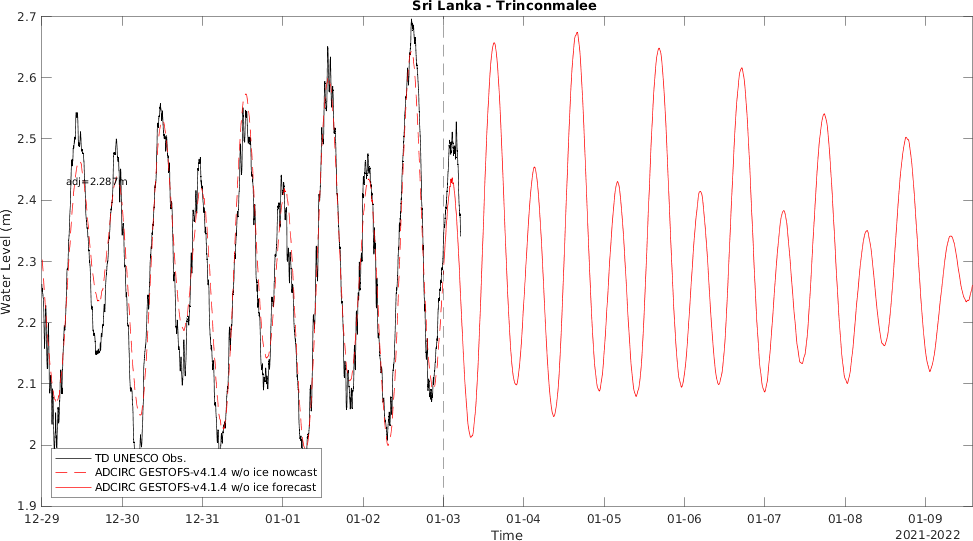 Sri Lanka - Trinconmalee
Water Level (m)
2.7
2.6
2.5
2.4
2.3
2.2
2.1
2
1.9
adj=2.287m
TD UNESCO Obs.
ADCIRC GESTOFS-v4.1.4 w/o ice nowcast
ADCIRC GESTOFS-v4.1.4 w/o ice forecast
12-29 12-30 12-31 01-01 01-02 01-03 01-04 01-05 01-06 01-07 01-08 01-09
2021-2022
Time